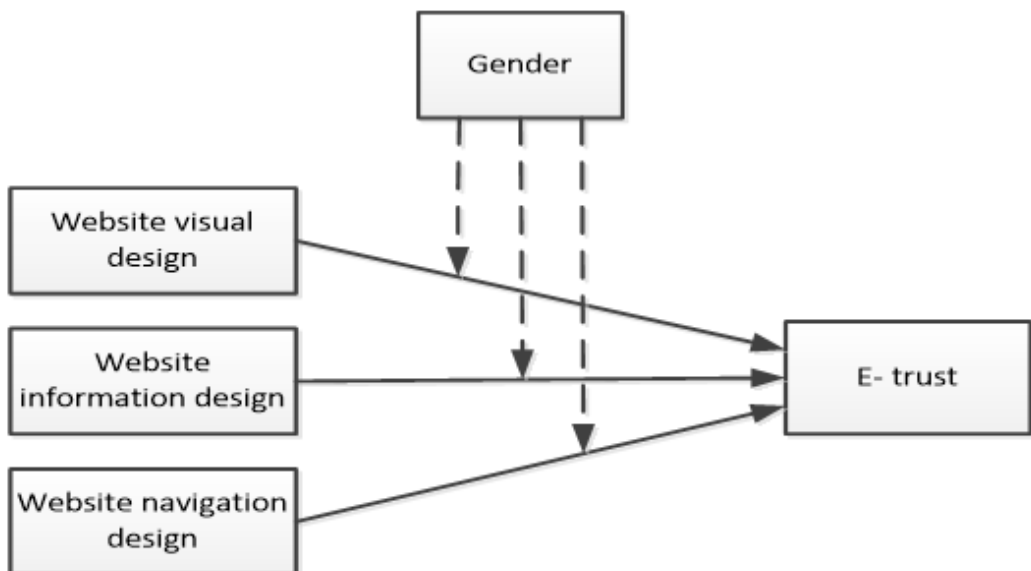 Gender
Website visual
design
Website
information design
Website navigation
design
E- trust